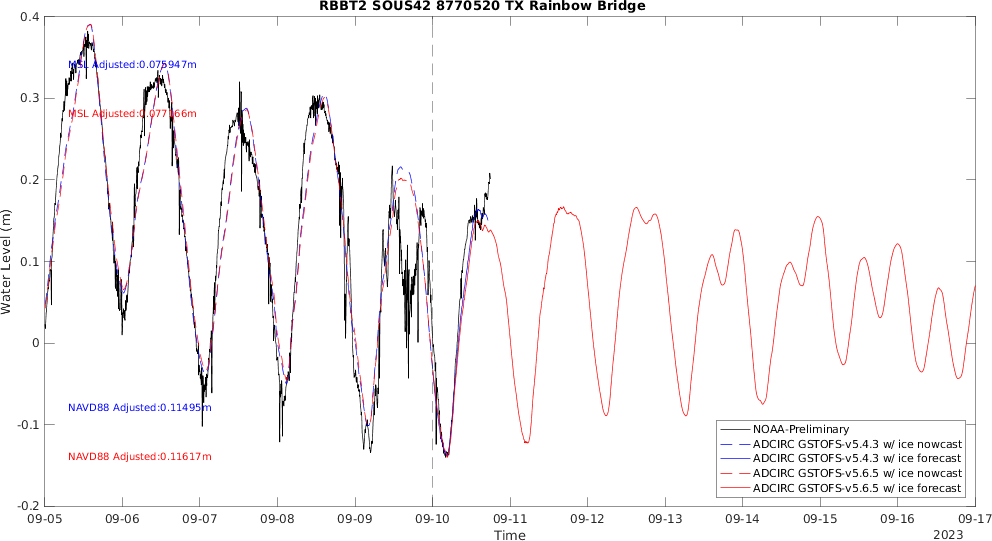 RBBT2 SOUS42 8770520 TX Rainbow Bridge
Water Level (m)
0.4
0.3
0.2
0.1
0
-0.1
-0.2
MSL Adjusted:0.075947m
NAVD88 Adjusted:0.11495m
NAVD88 Adjusted:0.11617m
NOAA-Preliminary
ADCIRC GSTOFS-v5.4.3 w/ ice nowcast
ADCIRC GSTOFS-v5.4.3 w/ ice forecast
ADCIRC GSTOFS-v5.6.5 w/ ice nowcast
ADCIRC GSTOFS-v5.6.5 w/ ice forecast
09-05 09-06 09-07 09-08 09-09 09-10 09-11 09-12 09-13 09-14 09-15 09-16 09-17
Time
2023